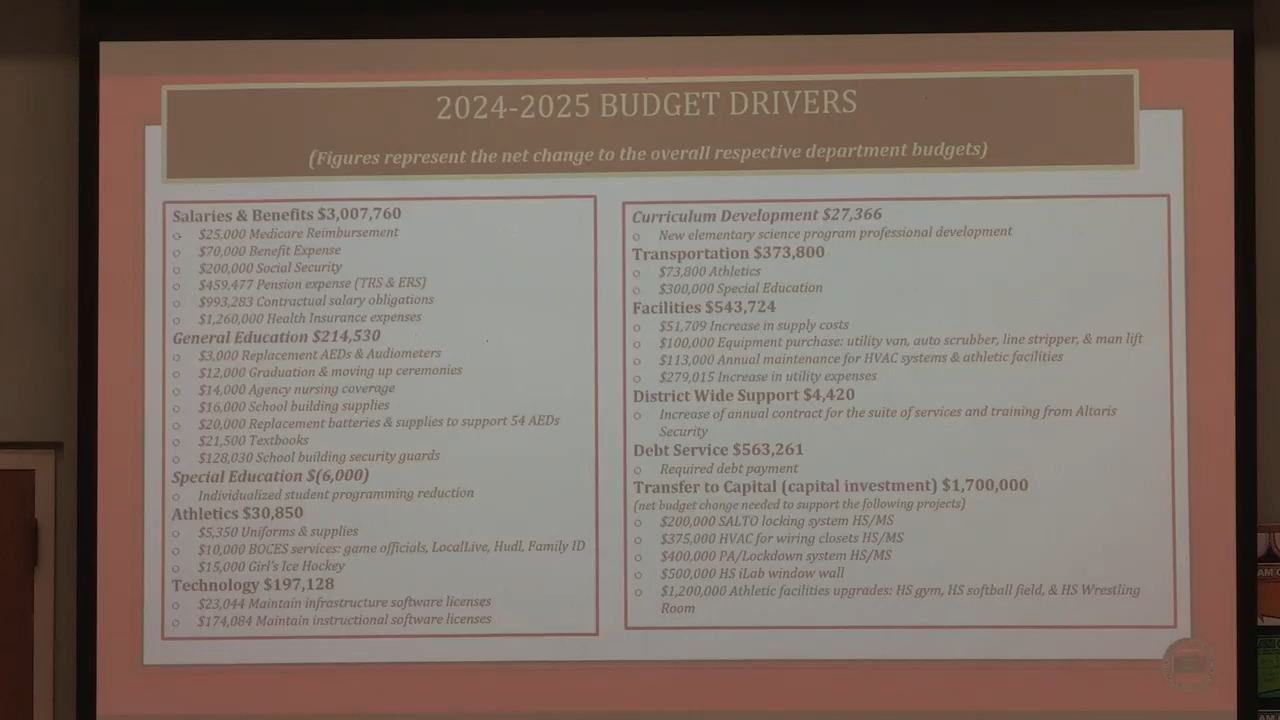 2024-2025 BUDGET DRIVERS
(Figures represent the net change to the overall respective department budgets)
Salaries & Benefits $3,007,760
○ $25,000 Medicare Reimbursement
○ $70,000 Benefit Expense
○ $200,000 Social Security
○ $459,477 Pension expense (TRS & ERS)
○ $993,283 Contractual salary obligations
○ $1,260,000 Health Insurance expenses
General Education $214,530
○ $3,000 Replacement AEDs & Audiometers
○ $12,000 Graduation & moving up ceremonies
○ $14,000 Agency nursing coverage
○ $16,000 School building supplies
○ $20,000 Replacement batteries & supplies to support 54 AEDs
○ $21,500 Textbooks
○ $128,030 School building security guards
Special Education $(6,000)
○ Individualized student programming reduction
Athletics $30,850
○ $5,350 Uniforms & supplies
○ $10,000 BOCES services: game officials, LocalLive, Hudl, Family ID
○ $15,000 Girl's Ice Hockey
Technology $197,128
○ $23,044 Maintain infrastructure software licenses
○ $174,084 Maintain instructional software licenses
Curriculum Development $27,366
○ New elementary science program professional development
Transportation $373,800
○ $73,800 Athletics
○ $300,000 Special Education
Facilities $543,724
○ $51,709 Increase in supply costs
○ $100,000 Equipment purchase: utility van, auto scrubber, line stripper, & man lift
○ $113,000 Annual maintenance for HVAC systems & athletic facilities
○ $279,015 Increase in utility expenses
District Wide Support $4,420
○ Increase of annual contract for the suite of services and training from Altaris
Security
Debt Service $563,261
○ Required debt payment
Transfer to Capital (capital investment) $1,700,000
(net budget change needed to support the following projects)
○ $200,000 SALTO locking system HS/MS
○ $375,000 HVAC for wiring closets HS/MS
○ $400,000 PA/Lockdown system HS/MS
○ $500,000 HS iLab window wall
○ $1,200,000 Athletic facilities upgrades: HS gym, HS softball field, & HS Wrestling
Room